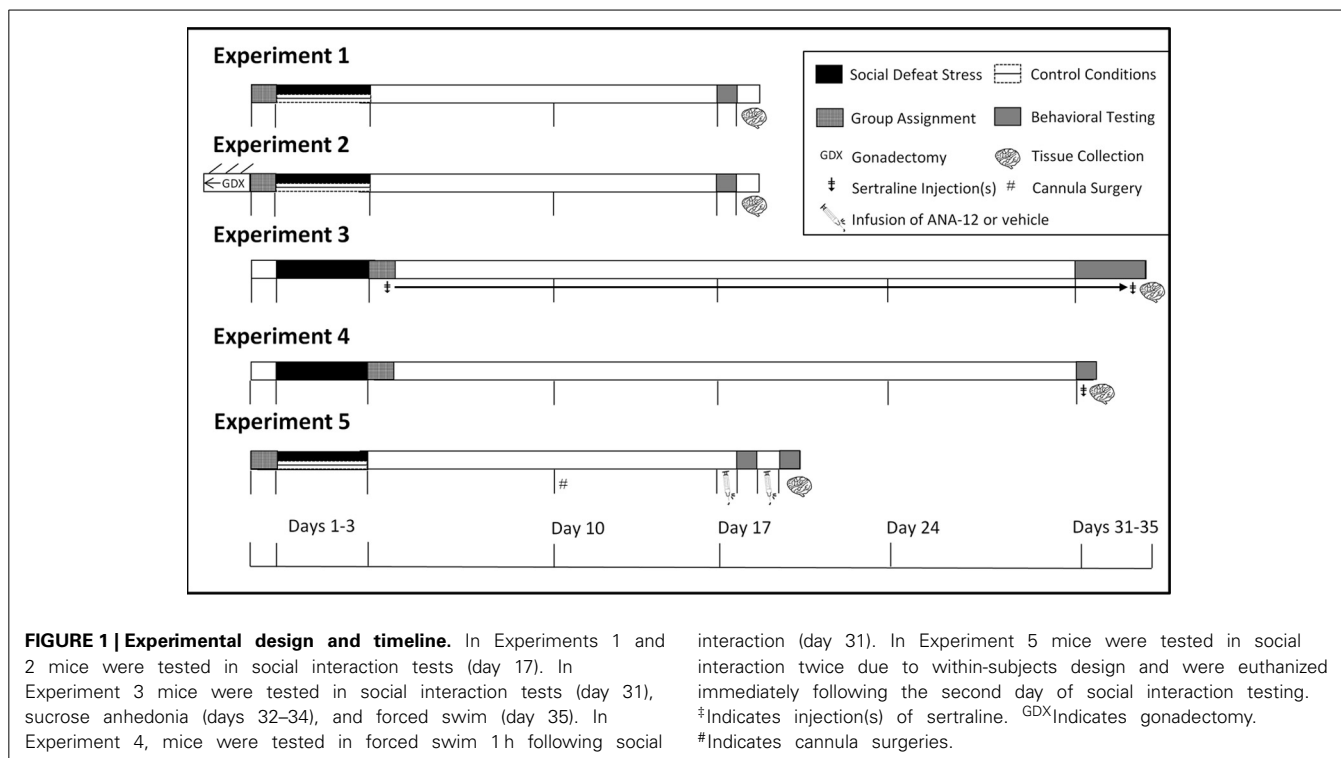 Experiment 1
Social Defeat Stress
Control Conditions
Group Assignment
Behavioral Testing
GDX Gonadectomy
Tissue Collection
Sertraline Injection(s)
# Cannula Surgery
Infusion of ANA-12 or vehicle
Experiment 2
GDX
Experiment 3
Experiment 4
Experiment 5
#
Days 1-3
Day 10
Day 17
Day 24
Days 31-35
FIGURE 1 | Experimental design and timeline. In Experiments 1 and
2 mice were tested in social interaction tests (day 17). In
Experiment 3 mice were tested in social interaction tests (day 31),
sucrose anhedonia (days 32–34), and forced swim (day 35). In
Experiment 4, mice were tested in forced swim 1 h following social
interaction (day 31). In Experiment 5 mice were tested in social
interaction twice due to within-subjects design and were euthanized
immediately following the second day of social interaction testing.
‡Indicates injection(s) of sertraline. GDXIndicates gonadectomy.
#Indicates cannula surgeries.